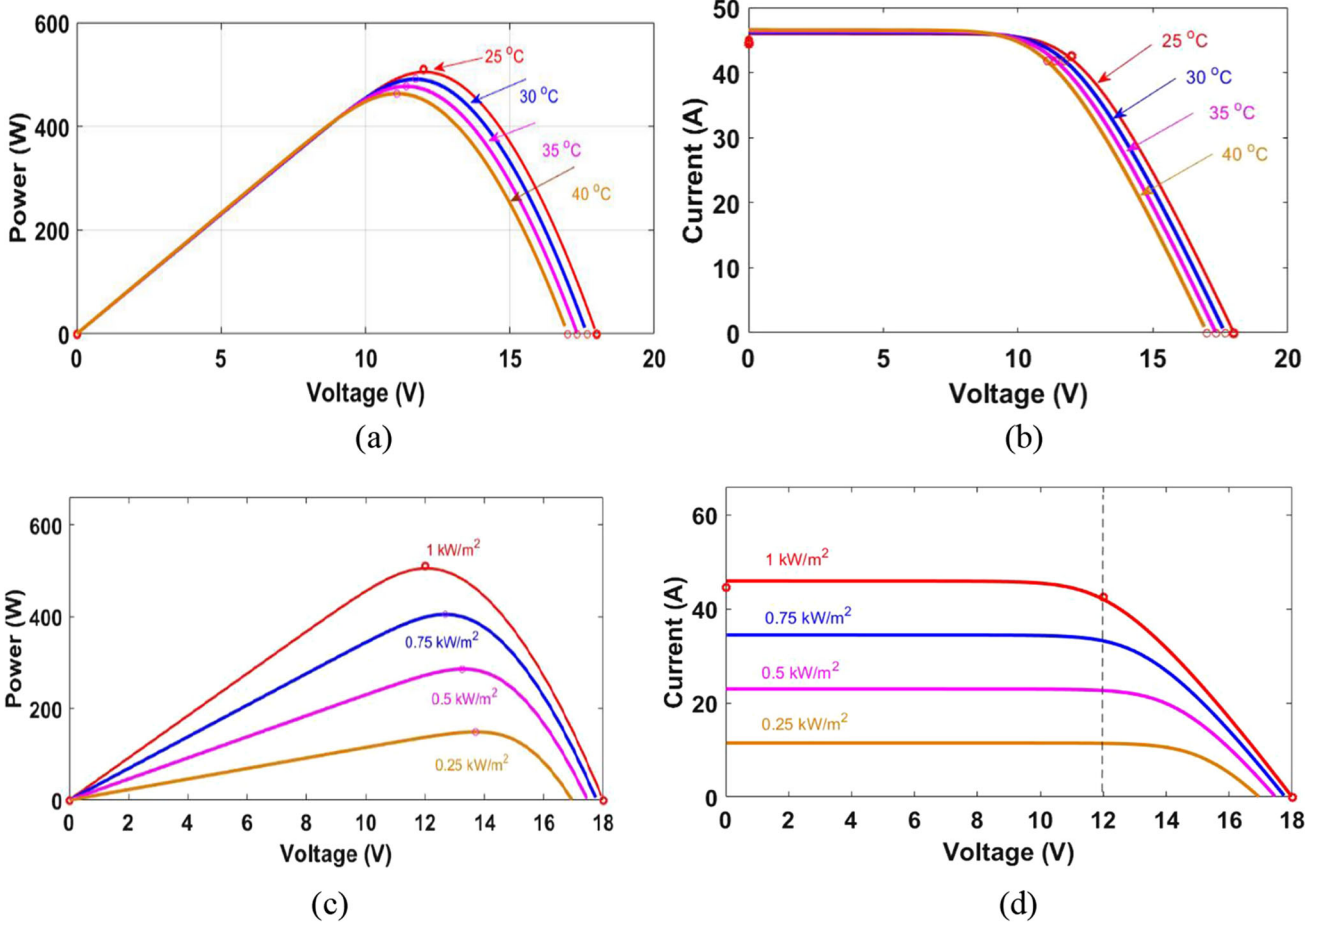 600
400
200
0
Power (W)
25 °C
30 °C
35 °C
40 °C
0 5 10 15 20
Voltage (V)
(a)
50
40
30
20
10
0
Current (A)
25 °C
30 °C
35 °C
40 °C
0 5 10 15 20
Voltage (V)
(b)
600
400
200
0
Power (W)
1 kW/m²
0.75 kW/m²
0.5 kW/m²
0.25 kW/m²
0 2 4 6 8 10 12 14 16 18
Voltage (V)
(c)
60
40
20
0
Current (A)
1 kW/m²
0.75 kW/m²
0.5 kW/m²
0.25 kW/m²
0 2 4 6 8 10 12 14 16 18
Voltage (V)
(d)